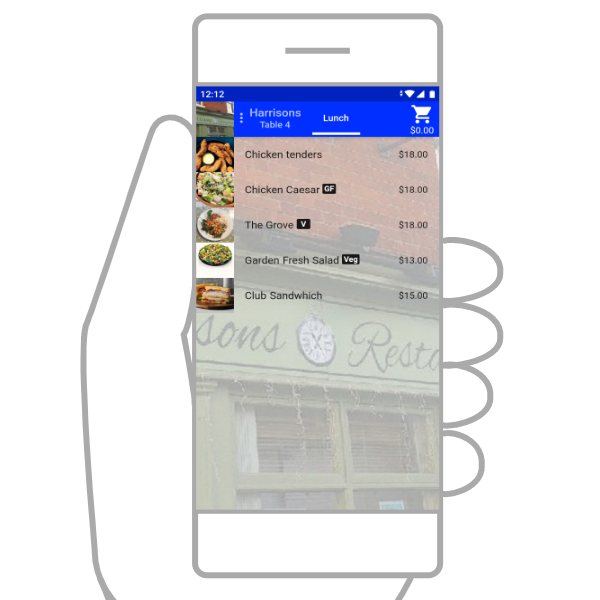 12:12
Harrisons
Table 4
Lunch
$0.00
Chicken tenders $18.00
Chicken Caesar GF $18.00
The Grove V $18.00
Garden Fresh Salad Veg $13.00
Club Sandwhich $15.00
sons Resta